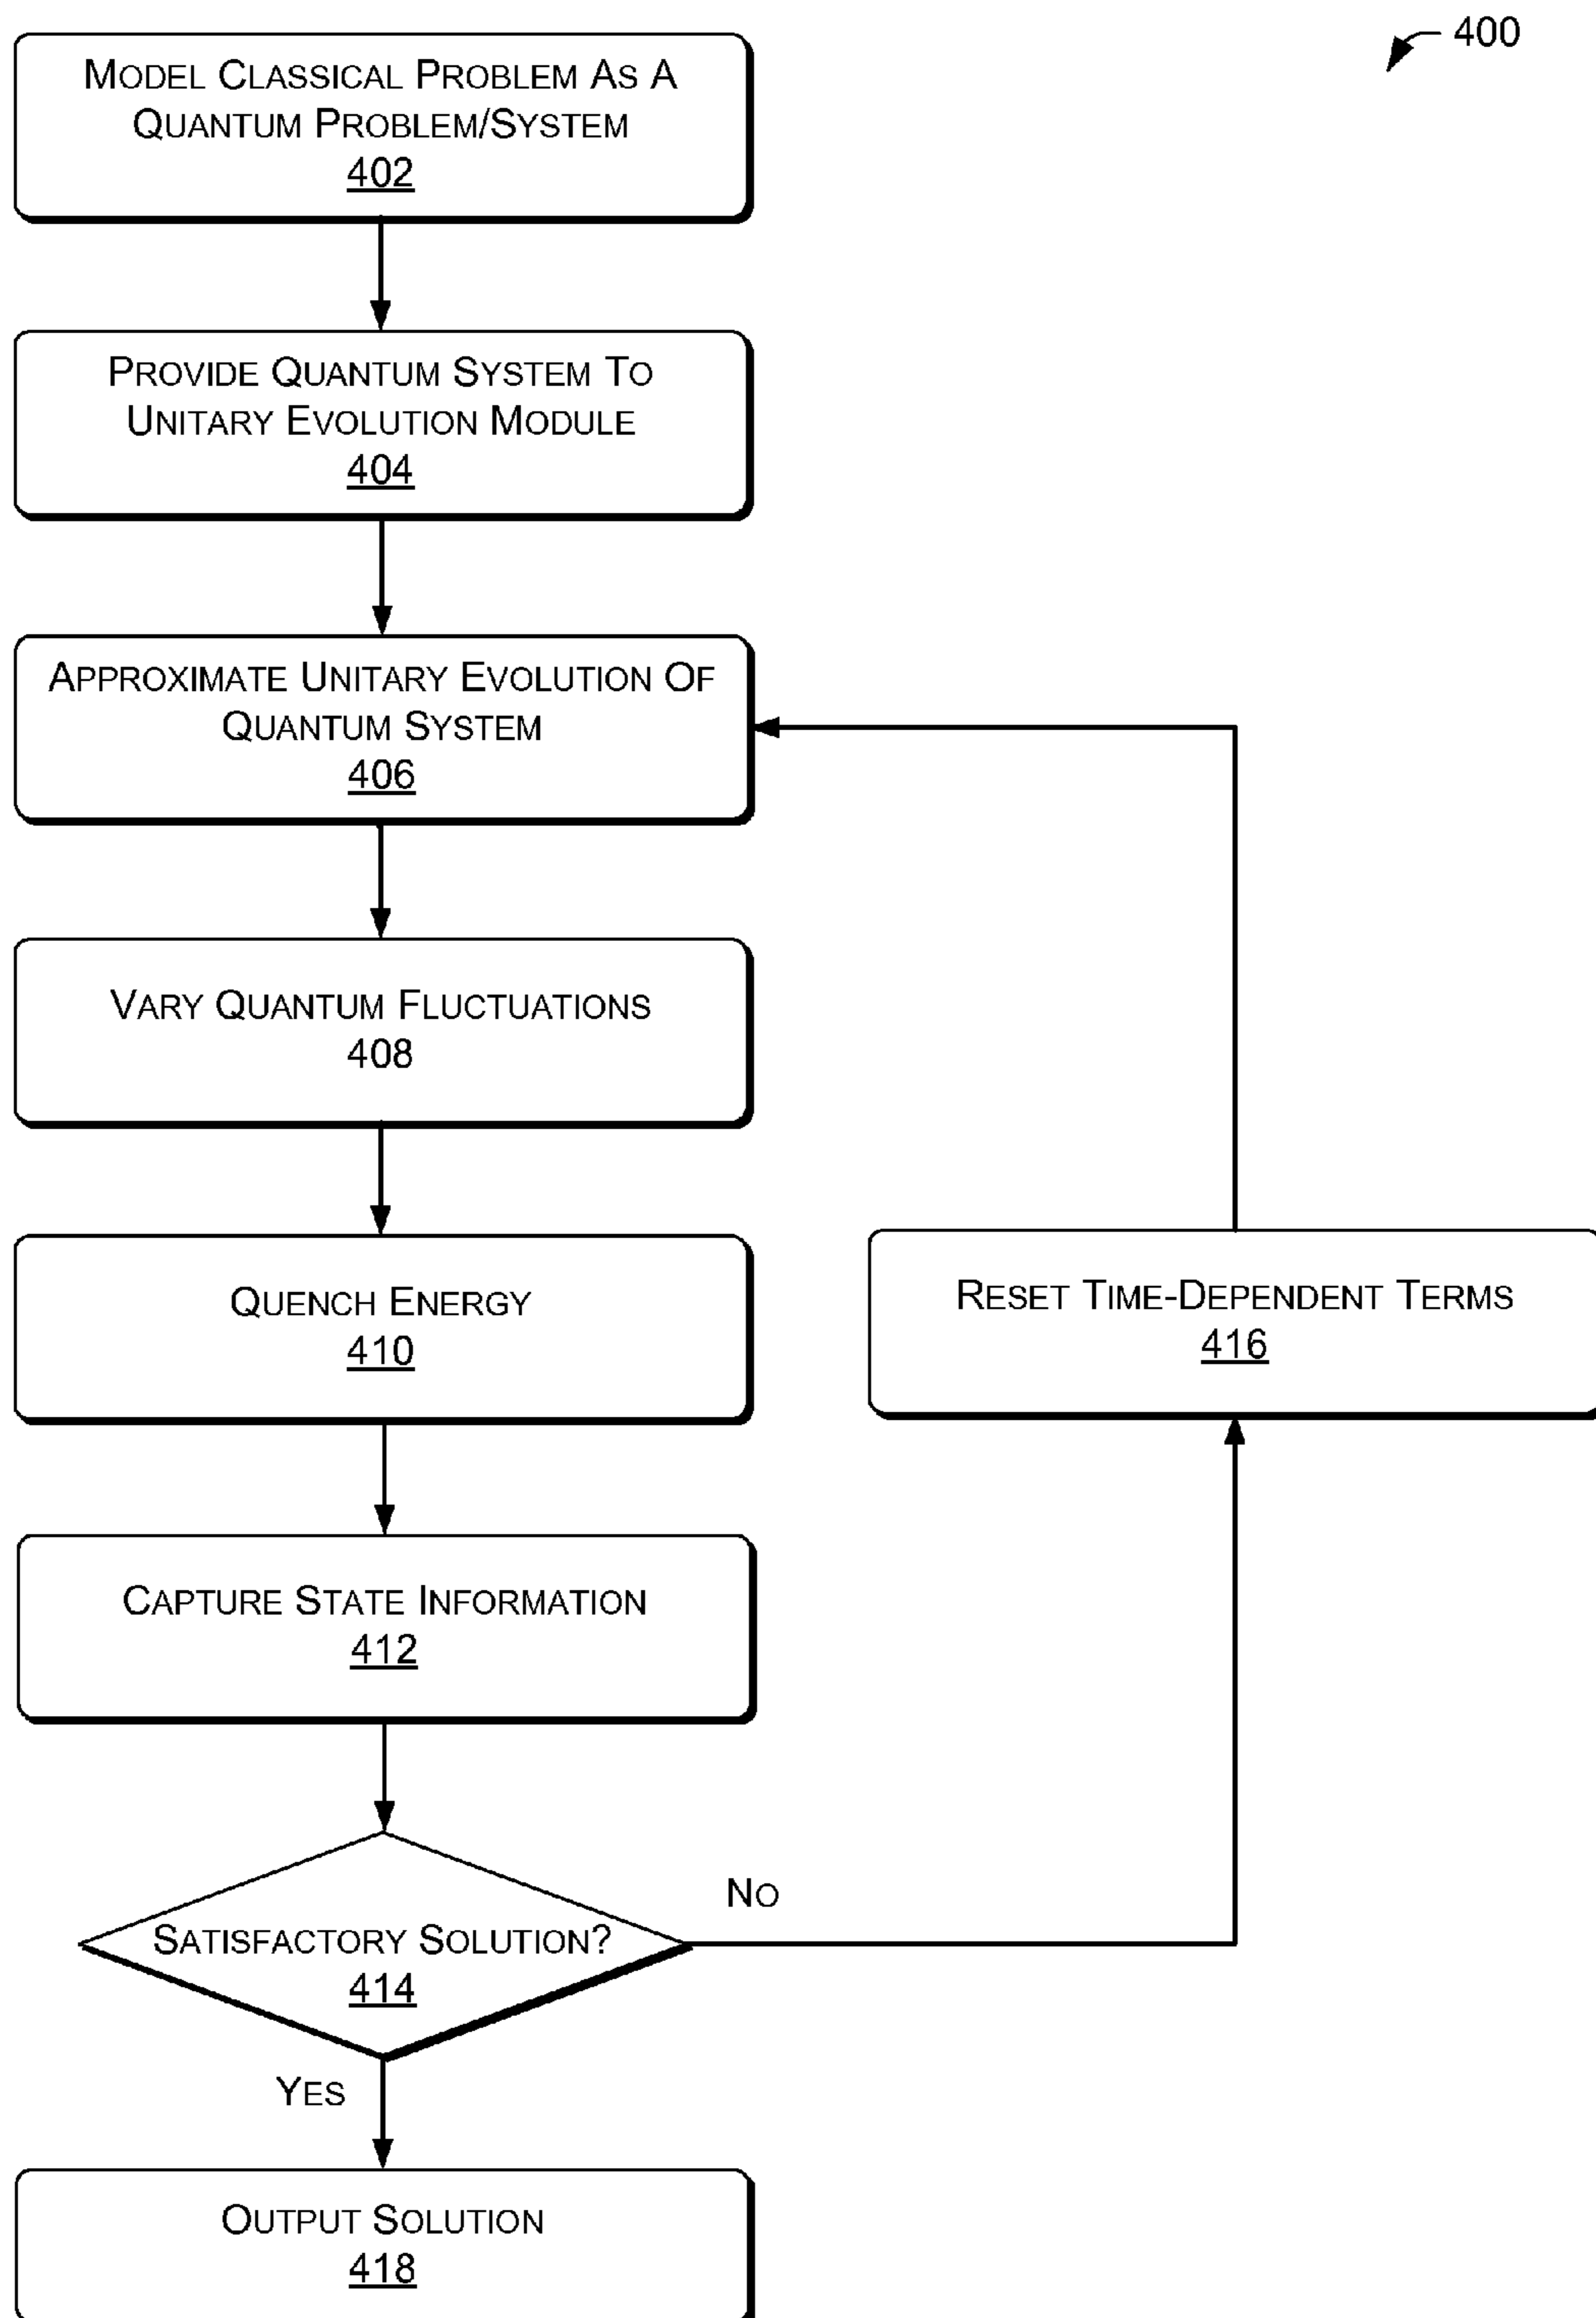 400
MODEL CLASSICAL PROBLEM AS A
QUANTUM PROBLEM/SYSTEM
402
PROVIDE QUANTUM SYSTEM TO
UNITARY EVOLUTION MODULE
404
APPROXIMATE UNITARY EVOLUTION OF
QUANTUM SYSTEM
406
VARY QUANTUM FLUCTUATIONS
408
QUENCH ENERGY
410
RESET TIME-DEPENDENT TERMS
416
CAPTURE STATE INFORMATION
412
NO
SATISFACTORY SOLUTION?
414
YES
OUTPUT SOLUTION
418